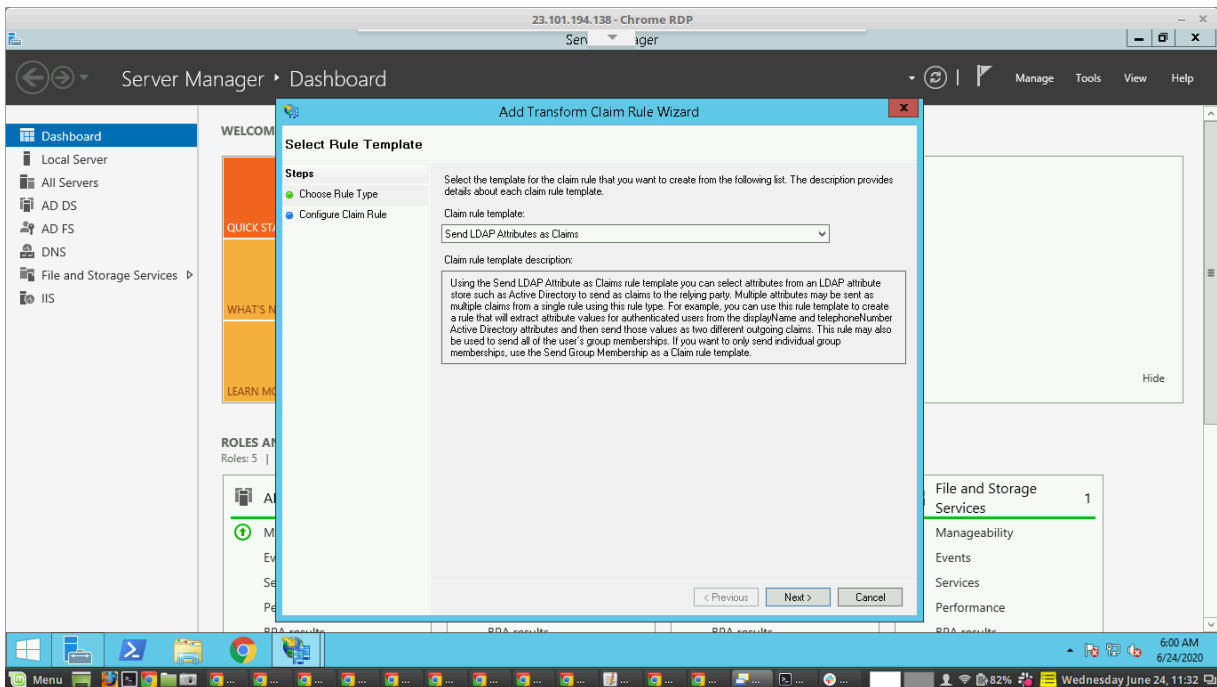 23.101.194.138 - Chrome RDP
Server Manager • Dashboard
Manage Tools View Help
Dashboard
Local Server
All Servers
AD DS
AD FS
DNS
File and Storage Services
IIS
WELCOM
QUICK STA
WHAT'S N
LEARN MO
Hide
Add Transform Claim Rule Wizard
Select Rule Template
Steps
Choose Rule Type
Configure Claim Rule
Select the template for the claim rule that you want to create from the following list. The description provides
details about each claim rule template.
Claim rule template:
Send LDAP Attributes as Claims
Claim rule template description:
Using the Send LDAP Attribute as Claims rule template you can select attributes from an LDAP attribute
store such as Active Directory to send as claims to the relying party. Multiple attributes may be sent as
multiple claims from a single rule using this rule type. For example, you can use this rule template to create
a rule that will extract attribute values for authenticated users from the displayName and telephoneNumber
Active Directory attributes and then send those values as two different outgoing claims. This rule may also
be used to send all of the user's group memberships. If you want to only send individual group
memberships, use the Send Group Membership as a Claim rule template.
< Previous Next > Cancel
ROLES AN
Roles: 5 |
File and Storage
Services
1
Manageability
Events
Services
Performance
BPA results BPA results BPA results BPA results
6:00 AM
6/24/2020
Menu
82%
Wednesday June 24, 11:32